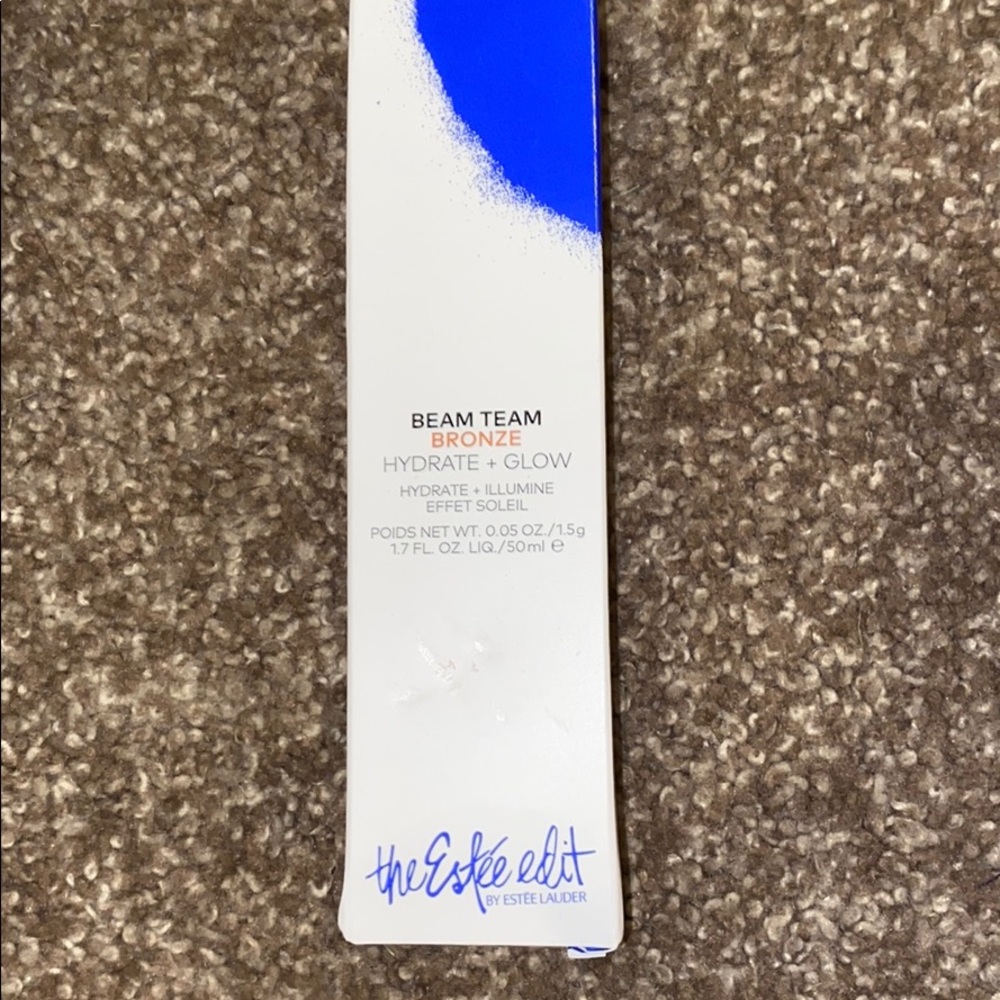 BEAM TEAM
BRONZE
HYDRATE + GLOW
HYDRATE + ILLUMINE
EFFET SOLEIL
POIDS NET WT. 0.05 OZ./1.5g
1.7 FL. OZ. LIQ./50ml ℮
the Estée edit
BY ESTÉE LAUDER